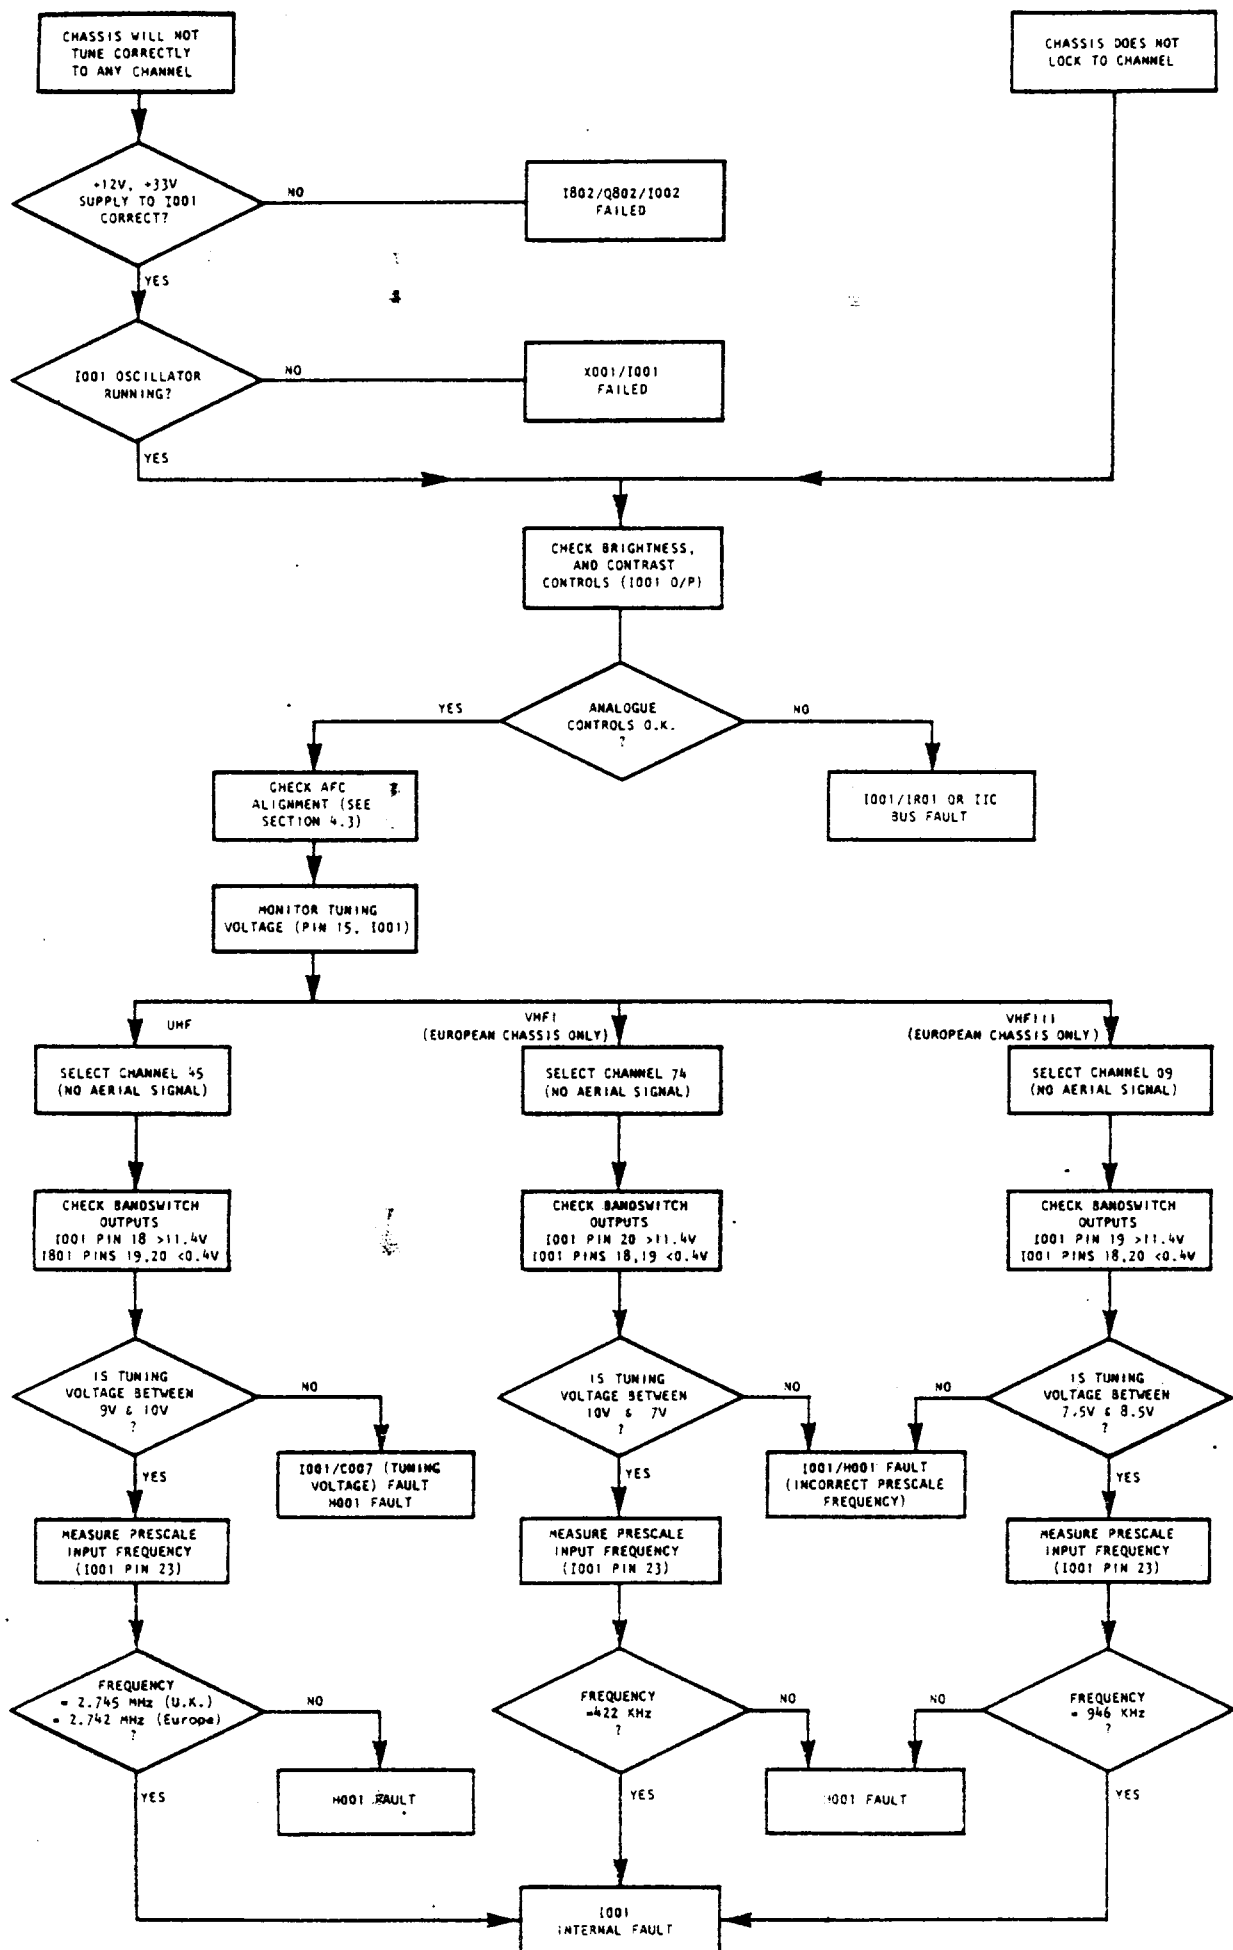 CHASSIS WILL NOT
TUNE CORRECTLY
TO ANY CHANNEL
CHASSIS DOES NOT
LOCK TO CHANNEL
+12V, +33V
SUPPLY TO I001
CORRECT?
NO
I802/Q802/I002
FAILED
YES
I001 OSCILLATOR
RUNNING?
NO
X001/I001
FAILED
YES
CHECK BRIGHTNESS,
AND CONTRAST
CONTROLS (I001 O/P)
YES
ANALOGUE
CONTROLS O.K.
?
NO
CHECK AFC
ALIGNMENT (SEE
SECTION 4.3)
I001/IR01 OR IIC
BUS FAULT
MONITOR TUNING
VOLTAGE (PIN 15, I001)
UHF
VHFI
(EUROPEAN CHASSIS ONLY)
VHFIII
(EUROPEAN CHASSIS ONLY)
SELECT CHANNEL 45
(NO AERIAL SIGNAL)
SELECT CHANNEL 74
(NO AERIAL SIGNAL)
SELECT CHANNEL 09
(NO AERIAL SIGNAL)
CHECK BANDSWITCH
OUTPUTS
I001 PIN 18 >11.4V
I801 PINS 19,20 <0.4V
CHECK BANDSWITCH
OUTPUTS
I001 PIN 20 >11.4V
I001 PINS 18,19 <0.4V
CHECK BANDSWITCH
OUTPUTS
I001 PIN 19 >11.4V
I001 PINS 18,20 <0.4V
IS TUNING
VOLTAGE BETWEEN
9V & 10V
?
NO
IS TUNING
VOLTAGE BETWEEN
10V & 7V
?
NO
NO
IS TUNING
VOLTAGE BETWEEN
7.5V & 8.5V
?
YES
I001/C007 (TUNING
VOLTAGE) FAULT
H001 FAULT
YES
I001/H001 FAULT
(INCORRECT PRESCALE
FREQUENCY)
YES
MEASURE PRESCALE
INPUT FREQUENCY
(I001 PIN 23)
MEASURE PRESCALE
INPUT FREQUENCY
(I001 PIN 23)
MEASURE PRESCALE
INPUT FREQUENCY
(I001 PIN 23)
FREQUENCY
= 2.745 MHz (U.K.)
= 2.742 MHz (Europe)
?
NO
FREQUENCY
=422 KHz
?
NO
NO
FREQUENCY
= 946 KHz
?
YES
H001 FAULT
YES
H001 FAULT
YES
I001
INTERNAL FAULT